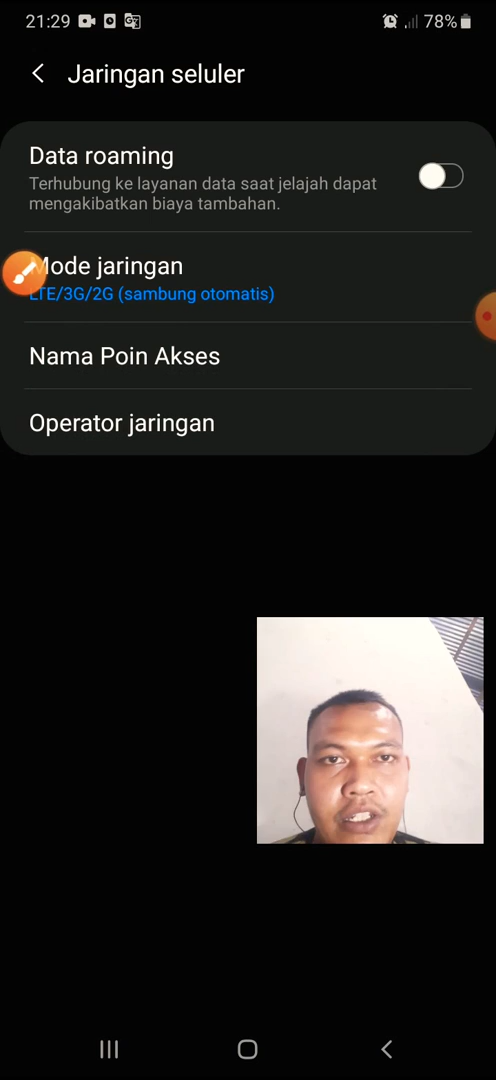 21:29
78%
Jaringan seluler
Data roaming
Terhubung ke layanan data saat jelajah dapat
mengakibatkan biaya tambahan.
Mode jaringan
LTE/3G/2G (sambung otomatis)
Nama Poin Akses
Operator jaringan